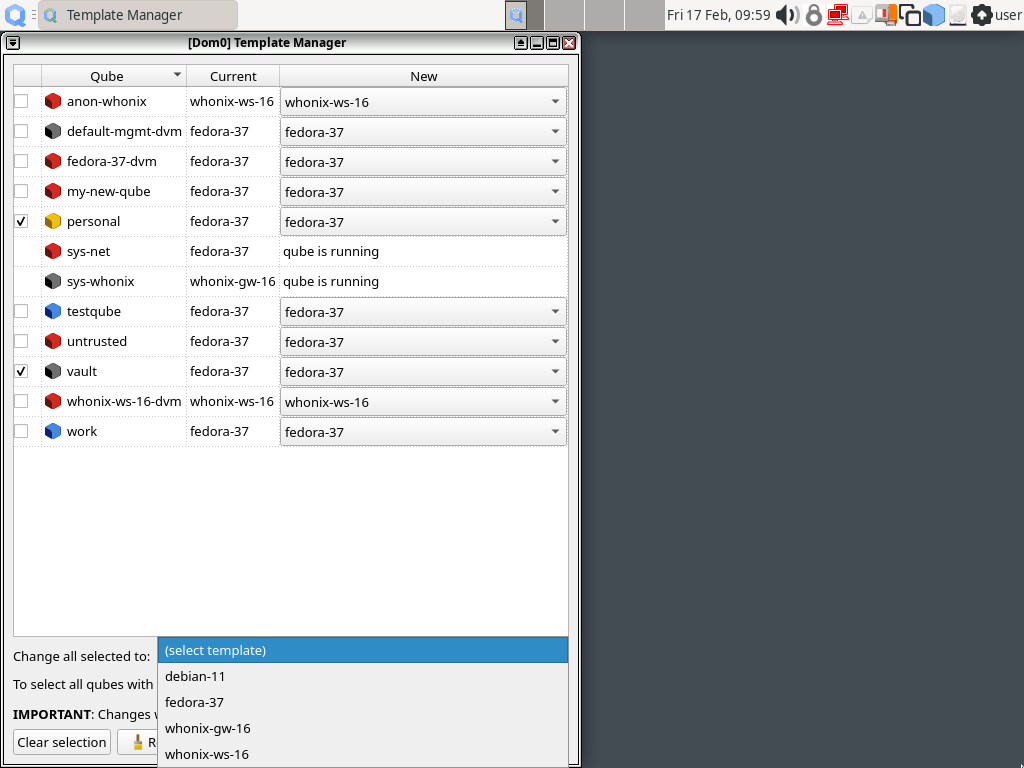 Template Manager
Fri 17 Feb, 09:59
user
[Dom0] Template Manager
Qube Current New
anon-whonix whonix-ws-16 whonix-ws-16
default-mgmt-dvm fedora-37 fedora-37
fedora-37-dvm fedora-37 fedora-37
my-new-qube fedora-37 fedora-37
personal fedora-37 fedora-37
sys-net fedora-37 qube is running
sys-whonix whonix-gw-16 qube is running
testqube fedora-37 fedora-37
untrusted fedora-37 fedora-37
vault fedora-37 fedora-37
whonix-ws-16-dvm whonix-ws-16 whonix-ws-16
work fedora-37 fedora-37
Change all selected to:
(select template)
debian-11
fedora-37
whonix-gw-16
whonix-ws-16
To select all qubes with
IMPORTANT: Changes
Clear selection